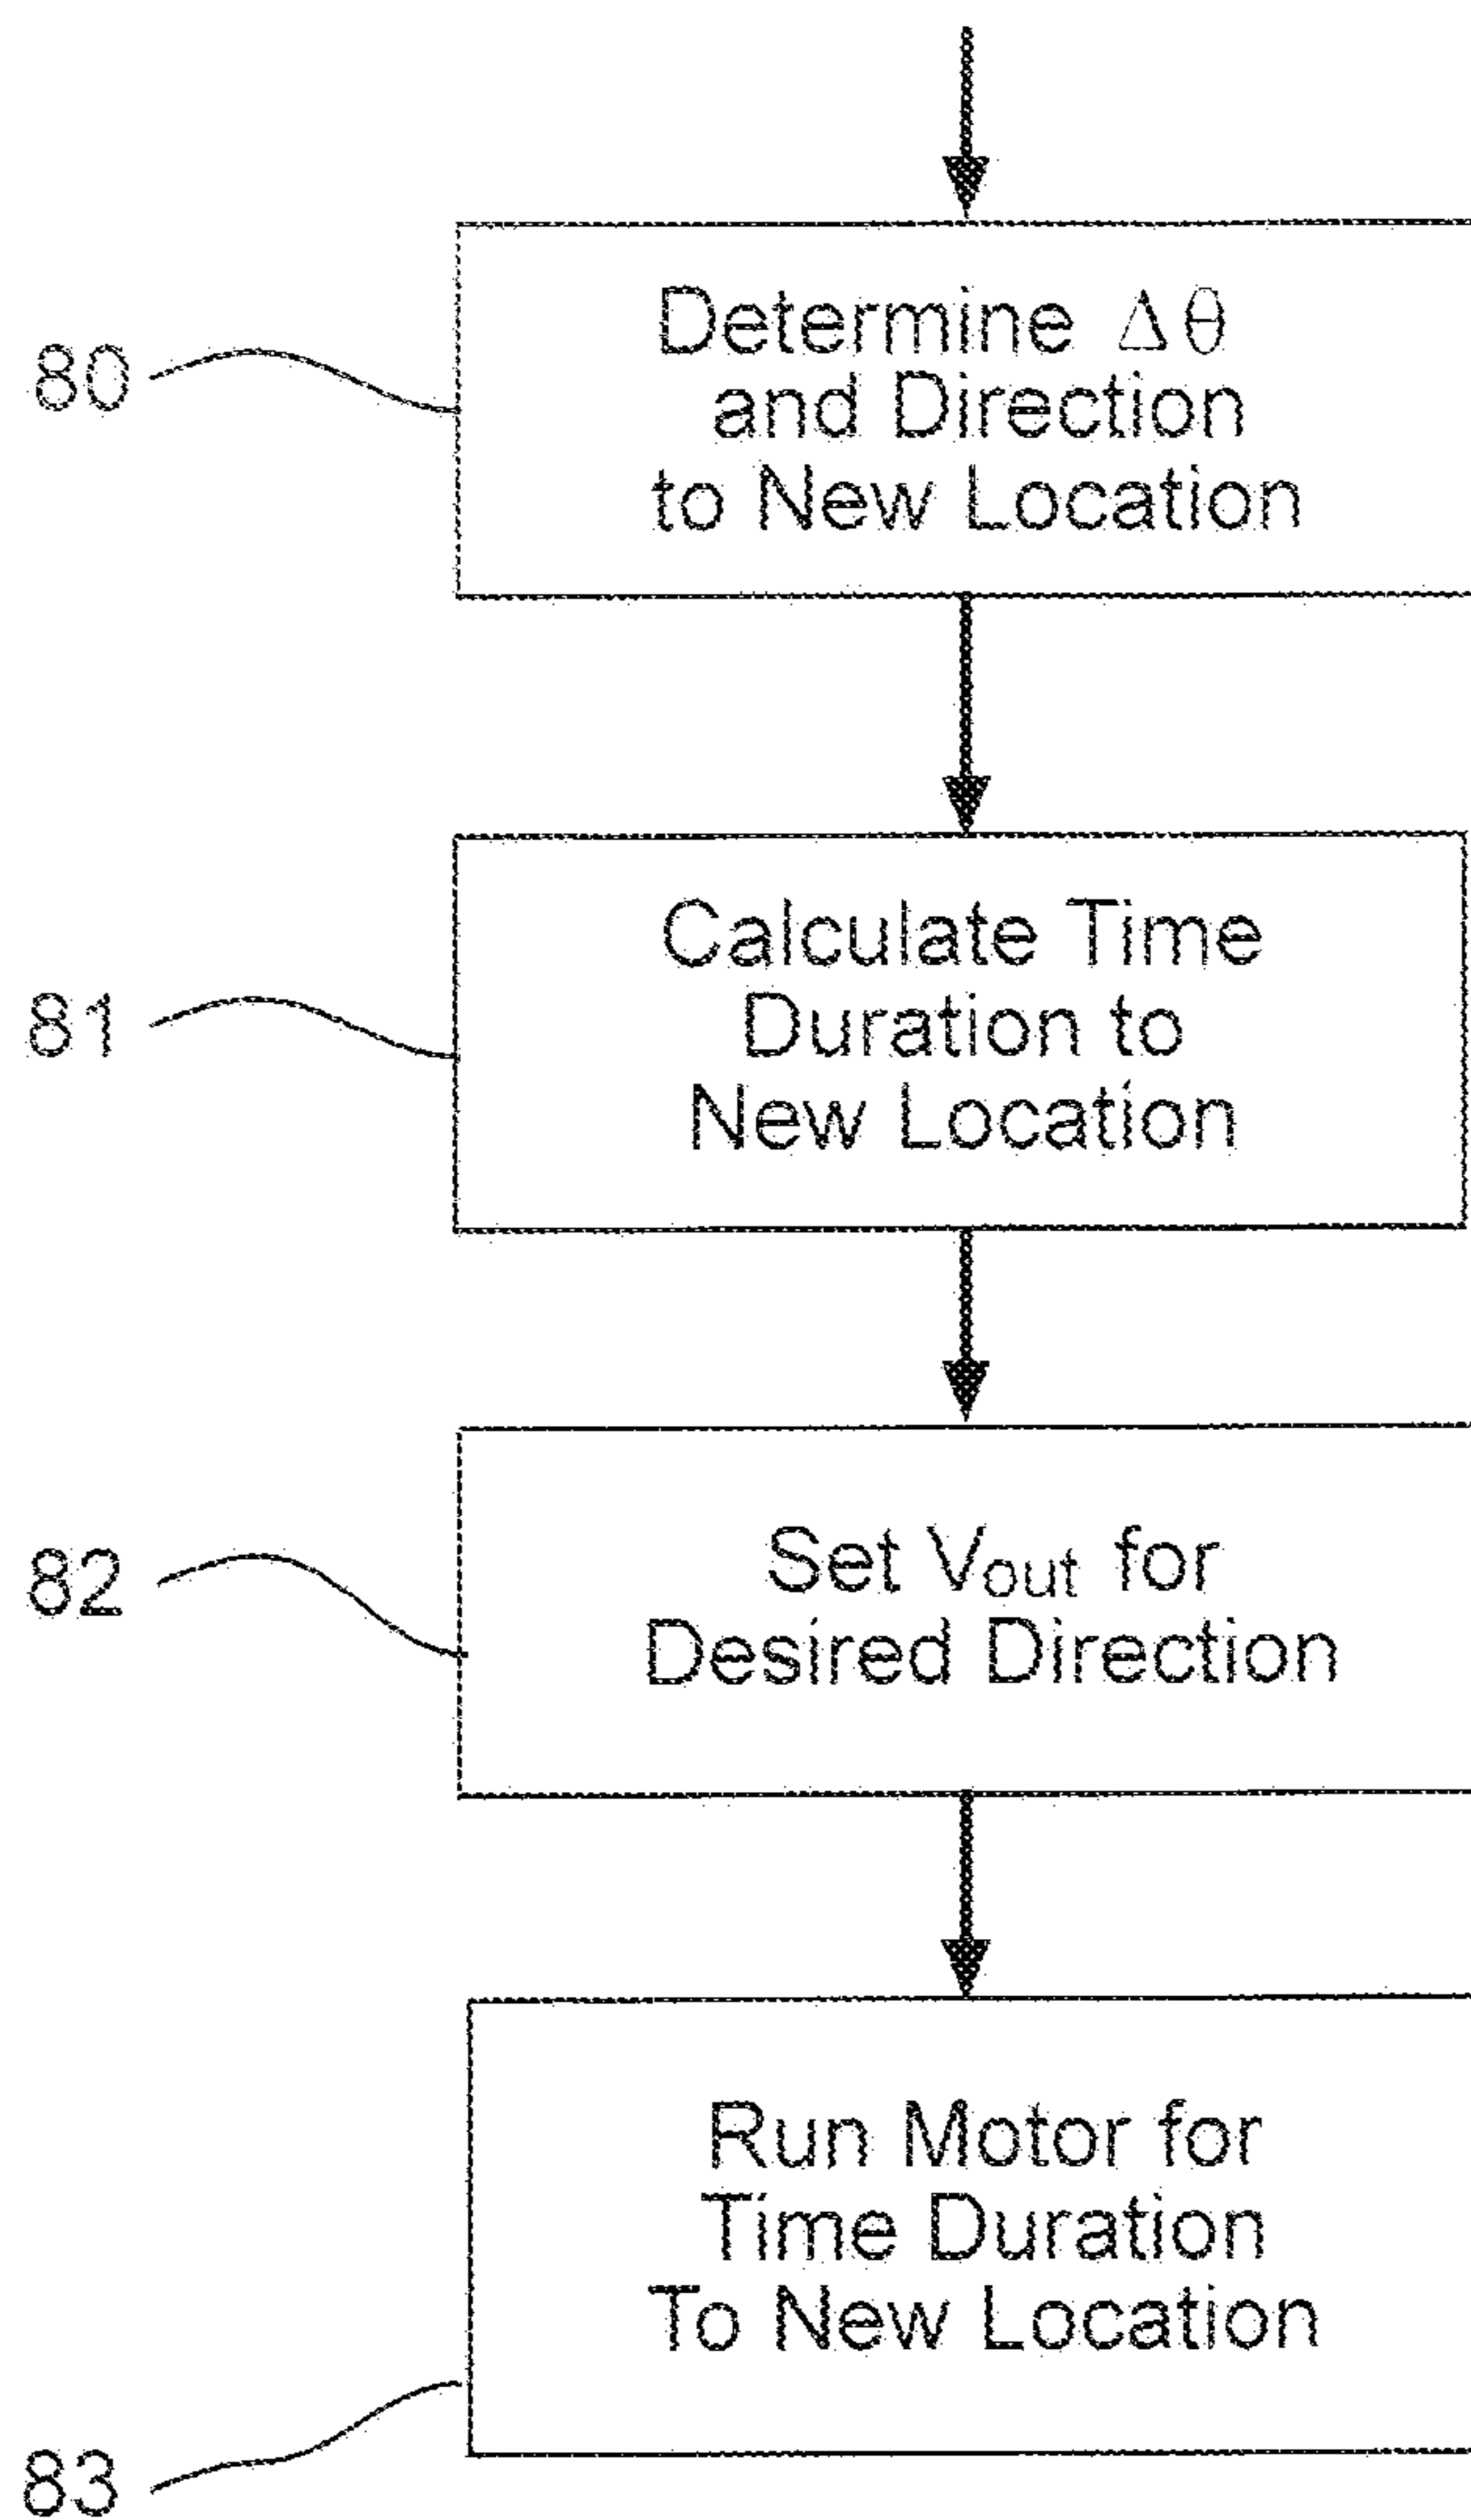 Determine Δθ
and Direction
to New Location
80
Calculate Time
Duration to
New Location
81
Set Vout for
Desired Direction
82
Run Motor for
Time Duration
To New Location
83